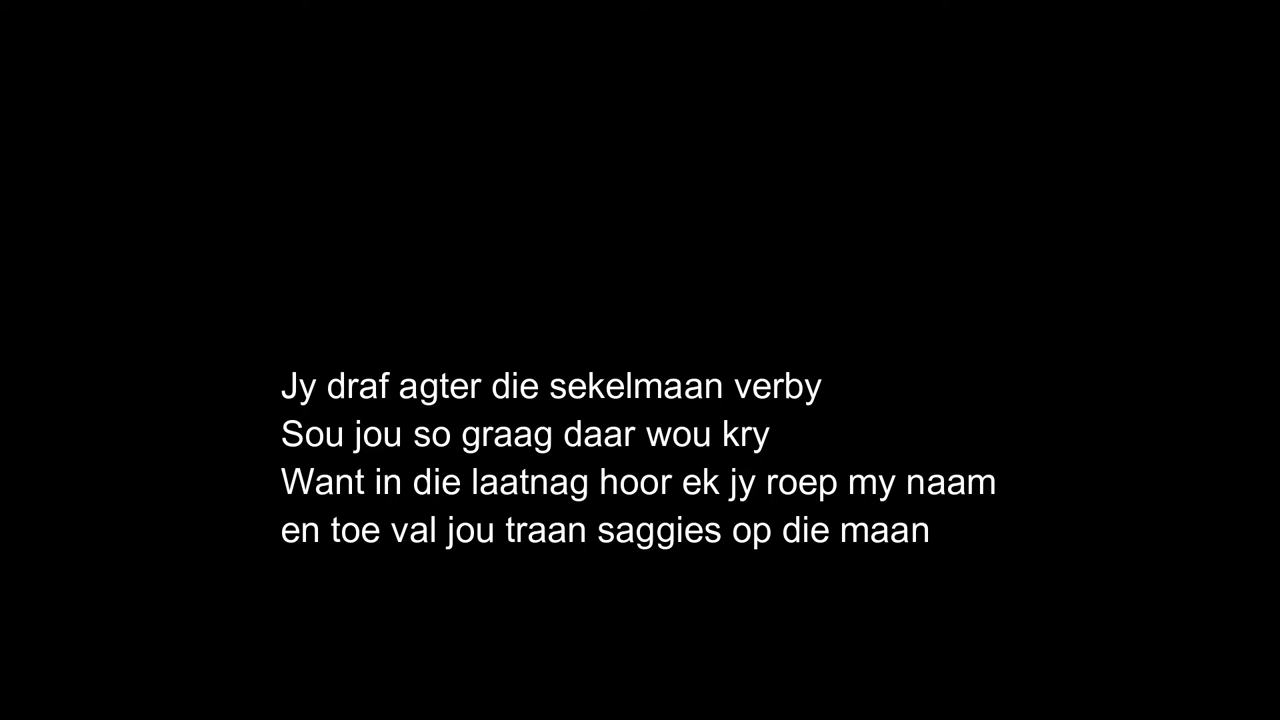 Jy draf agter die sekelmaan verby
Sou jou so graag daar wou kry
Want in die laatnag hoor ek jy roep my naam
en toe val jou traan saggies op die maan